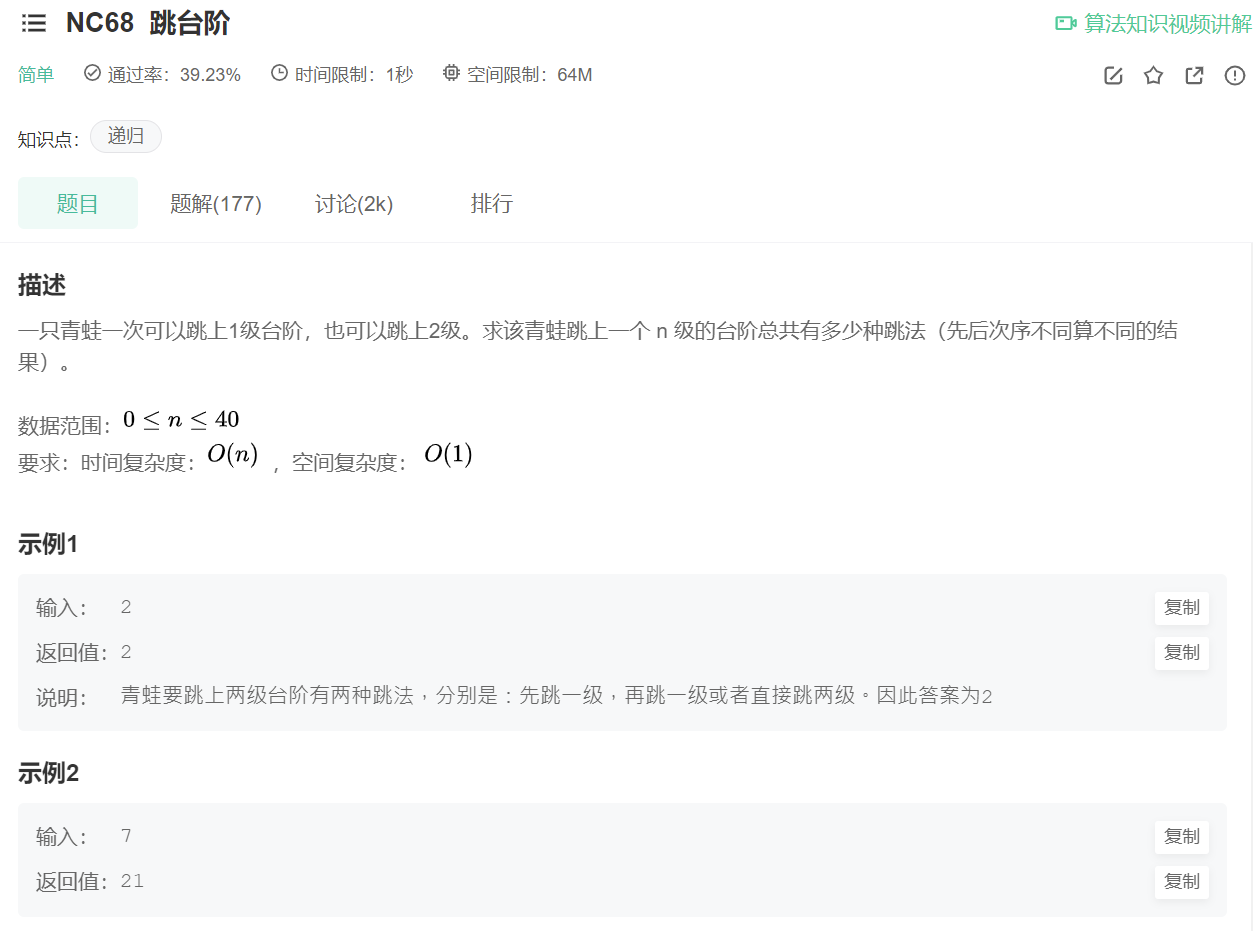 NC68 跳台阶
算法知识视频讲解
简单 通过率：39.23% 时间限制：1秒 空间限制：64M
知识点： 递归
题目 题解(177) 讨论(2k) 排行
描述
一只青蛙一次可以跳上1级台阶，也可以跳上2级。求该青蛙跳上一个 n 级的台阶总共有多少种跳法（先后次序不同算不同的结
果）。
数据范围：0 ≤ n ≤ 40
要求：时间复杂度：O(n) ，空间复杂度： O(1)
示例1
输入： 2 复制
返回值： 2 复制
说明： 青蛙要跳上两级台阶有两种跳法，分别是：先跳一级，再跳一级或者直接跳两级。因此答案为2
示例2
输入： 7 复制
返回值： 21 复制